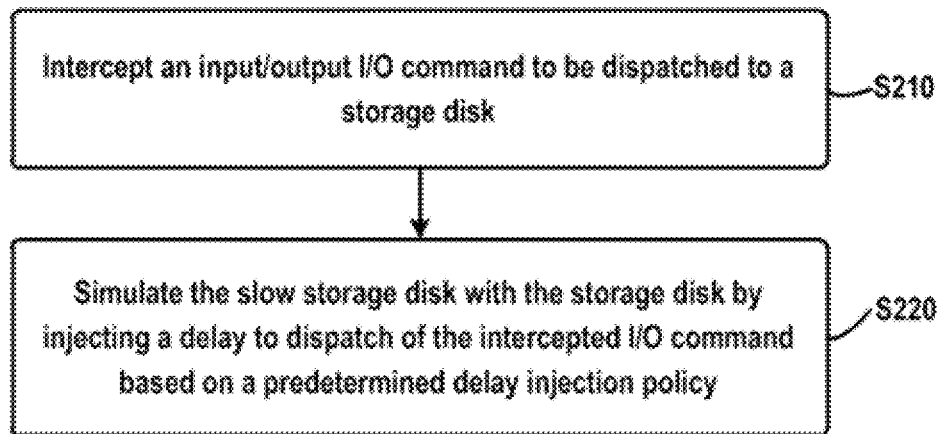 Intercept an input/output I/O command to be dispatched to a
storage disk
S210
Simulate the slow storage disk with the storage disk by
injecting a delay to dispatch of the intercepted I/O command
based on a predetermined delay injection policy
S220